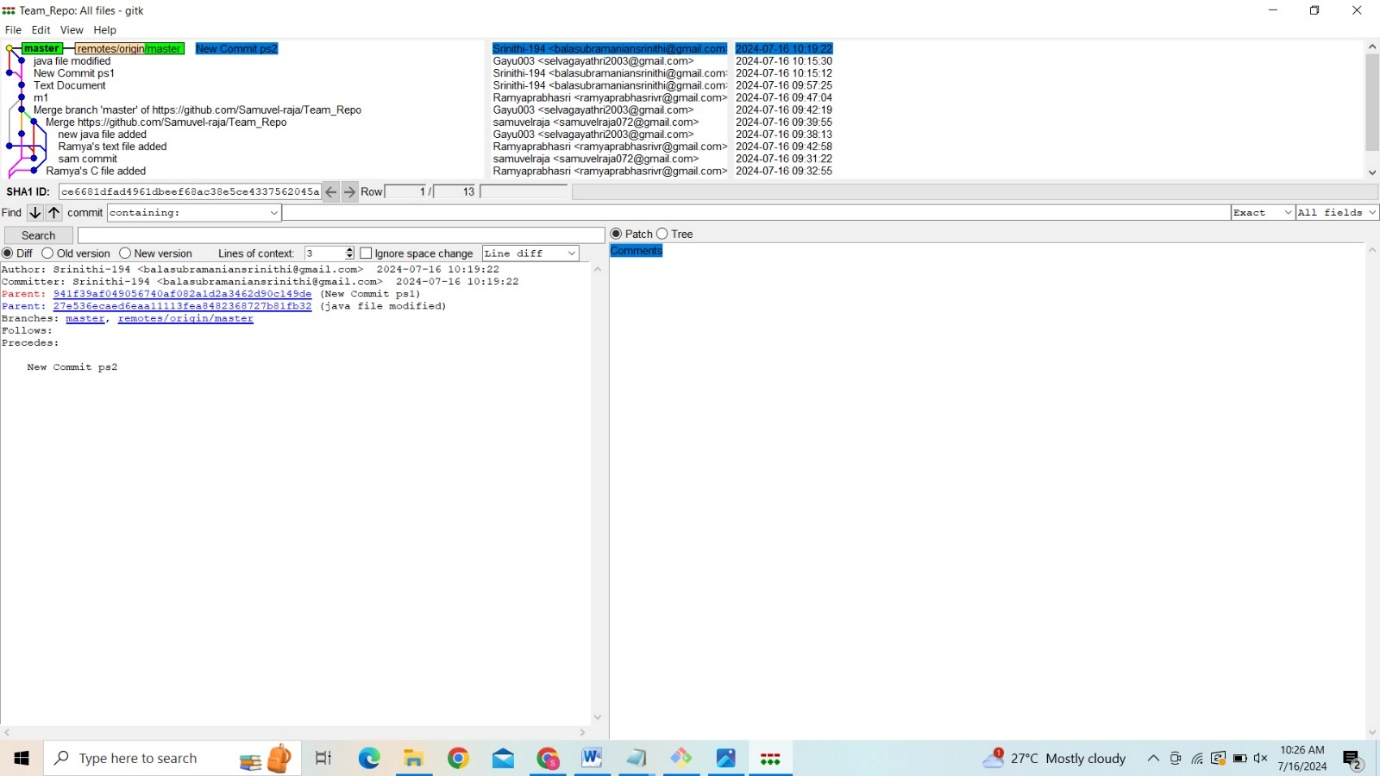 Team_Repo: All files - gitk
File Edit View Help
master remotes/origin/master New Commit ps2 Srinithi-194 <balasubramaniansrinithi@gmail.com> 2024-07-16 10:19:22
java file modified Gayu003 <selvagayathri2003@gmail.com> 2024-07-16 10:15:30
New Commit ps1 Srinithi-194 <balasubramaniansrinithi@gmail.com> 2024-07-16 10:15:12
Text Document Srinithi-194 <balasubramaniansrinithi@gmail.com> 2024-07-16 09:57:25
m1 Ramyaprabhasri <ramyaprabhasrivr@gmail.com> 2024-07-16 09:47:04
Merge branch 'master' of https://github.com/Samuvel-raja/Team_Repo Gayu003 <selvagayathri2003@gmail.com> 2024-07-16 09:42:19
Merge https://github.com/Samuvel-raja/Team_Repo samuvelraja <samuvelraja072@gmail.com> 2024-07-16 09:39:55
new java file added Gayu003 <selvagayathri2003@gmail.com> 2024-07-16 09:38:13
Ramya's text file added Ramyaprabhasri <ramyaprabhasrivr@gmail.com> 2024-07-16 09:42:58
sam commit samuvelraja <samuvelraja072@gmail.com> 2024-07-16 09:31:22
Ramya's C file added Ramyaprabhasri <ramyaprabhasrivr@gmail.com> 2024-07-16 09:32:55
SHA1 ID: ce6681dfad4961dbeef68ac38e5ce4337562045a Row 1 / 13
Find commit containing: Exact All fields
Search Patch Tree
Diff Old version New version Lines of context: 3 Ignore space change Line diff
Comments
Author: Srinithi-194 <balasubramaniansrinithi@gmail.com> 2024-07-16 10:19:22
Committer: Srinithi-194 <balasubramaniansrinithi@gmail.com> 2024-07-16 10:19:22
Parent: 941f39af049056740af082a1d2a3462d90c149de (New Commit ps1)
Parent: 27e536ecaed6eaa11113fea8482368727b81fb32 (java file modified)
Branches: master, remotes/origin/master
Follows:
Precedes:
New Commit ps2
Type here to search
27°C Mostly cloudy
10:26 AM
7/16/2024
2